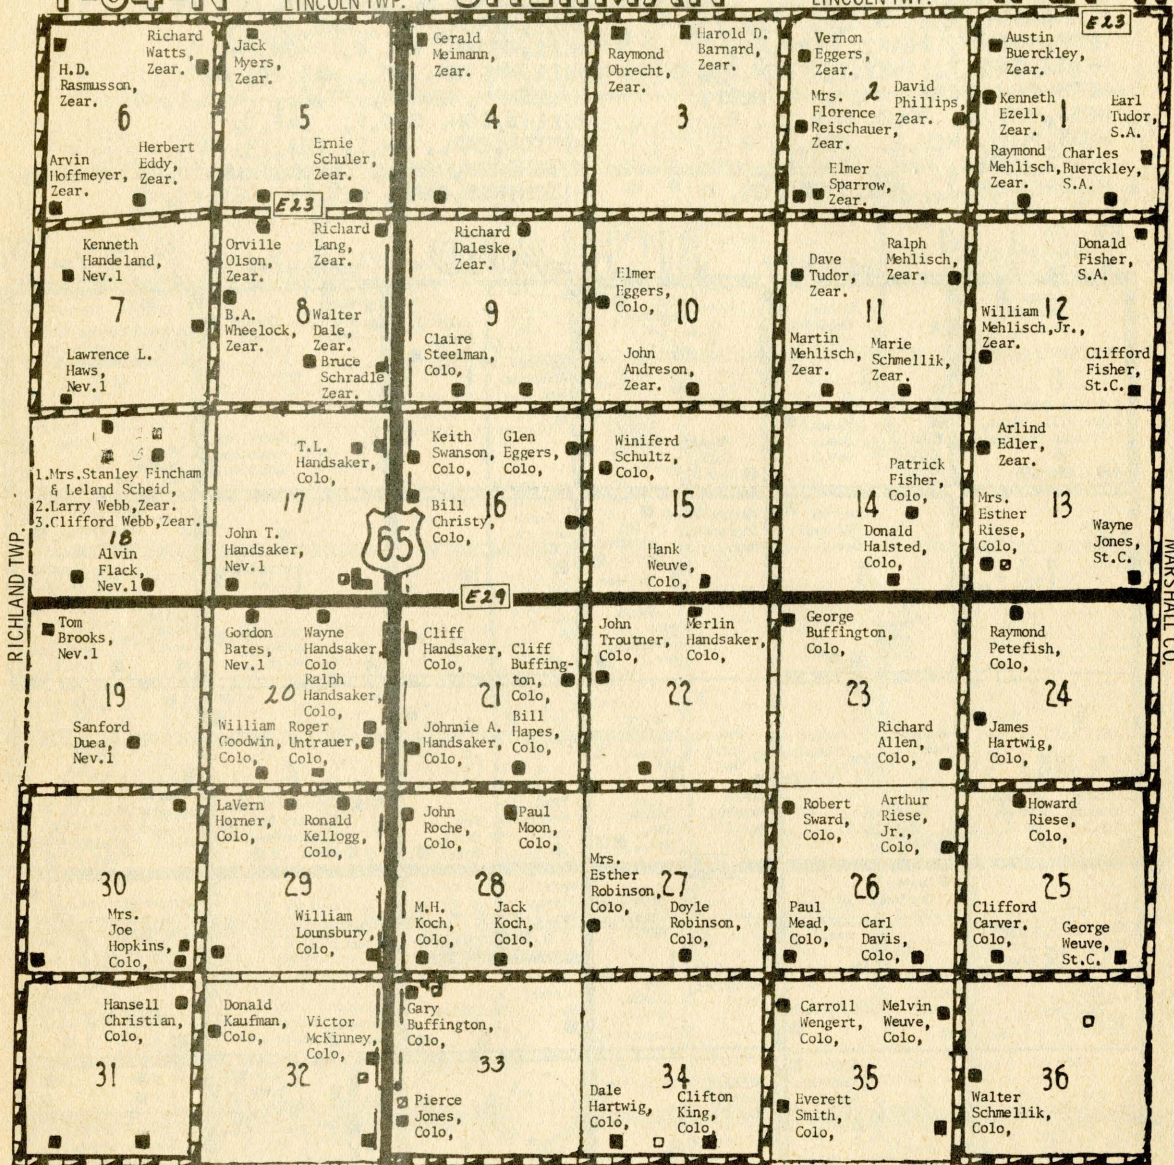 LINCOLN TWP.
LINCOLN TWP.
E23
Richard
Watts,
Zear.
H.D.
Rasmusson,
Zear.
6
Arvin
Hoffmeyer,
Zear.
Herbert
Eddy,
Zear.
Jack
Myers,
Zear.
5
Ernie
Schuler,
Zear.
E23
Gerald
Meimann,
Zear.
4
Raymond
Obrecht,
Zear.
Harold D.
Barnard,
Zear.
3
Vernon
Eggers,
Zear.
Mrs.
Florence
Reischauer,
Zear.
2
David
Phillips,
Zear.
Elmer
Sparrow,
Zear.
Austin
Buerckley,
Zear.
Kenneth
Ezell,
Zear.
1
Earl
Tudor,
S.A.
Raymond
Mehlisch,
Zear.
Charles
Buerckley,
S.A.
Kenneth
Handeland,
Nev.1
7
Lawrence L.
Haws,
Nev.1
Orville
Olson,
Zear.
Richard
Lang,
Zear.
B.A.
Wheelock,
Zear.
8
Walter
Dale,
Zear.
Bruce
Schradle
Zear.
Richard
Daleske,
Zear.
9
Claire
Steelman,
Colo,
Elmer
Eggers,
Colo,
10
John
Andreson,
Zear.
Dave
Tudor,
Zear.
Ralph
Mehlisch,
Zear.
11
Martin
Mehlisch,
Zear.
Marie
Schmellik,
Zear.
Donald
Fisher,
S.A.
William
Mehlisch,Jr.,
Zear.
12
Clifford
Fisher,
St.C.
1.Mrs.Stanley Fincham
& Leland Scheid,
2.Larry Webb,Zear.
3.Clifford Webb,Zear.
18
Alvin
Flack,
Nev.1
T.L.
Handsaker,
Colo,
17
John T.
Handsaker,
Nev.1
65
Keith
Swanson,
Colo,
Glen
Eggers,
Colo,
Bill
Christy,
Colo,
16
Winiferd
Schultz,
Colo,
15
Hank
Weuve,
Colo,
Patrick
Fisher,
Colo,
14
Donald
Halsted,
Colo,
Arlind
Edler,
Zear.
Mrs.
Esther
Riese,
Colo,
13
Wayne
Jones,
St.C.
RICHLAND TWP.
MARSHALL CO.
E29
Tom
Brooks,
Nev.1
19
Sanford
Duea,
Nev.1
Gordon
Bates,
Nev.1
Wayne
Handsaker,
Colo
Ralph
Handsaker,
Colo,
20
William
Goodwin,
Colo,
Roger
Untrauer,
Colo,
Cliff
Handsaker,
Colo,
Cliff
Buffing-
ton,
Colo,
21
Johnnie A.
Handsaker,
Colo,
Bill
Hapes,
Colo,
John
Troutner,
Colo,
Merlin
Handsaker,
Colo,
22
George
Buffington,
Colo,
23
Richard
Allen,
Colo,
Raymond
Petefish,
Colo,
24
James
Hartwig,
Colo,
30
Mrs.
Joe
Hopkins,
Colo,
LaVern
Horner,
Colo,
Ronald
Kellogg,
Colo,
29
William
Lounsbury,
Colo,
John
Roche,
Colo,
Paul
Moon,
Colo,
28
M.H.
Koch,
Colo,
Jack
Koch,
Colo,
Mrs.
Esther
Robinson,
Colo,
27
Doyle
Robinson,
Colo,
Robert
Sward,
Colo,
Arthur
Riese,
Jr.,
Colo,
26
Paul
Mead,
Colo,
Carl
Davis,
Colo,
Howard
Riese,
Colo,
25
Clifford
Carver.
Colo,
George
Weuve,
St.C.
Hansell
Christian,
Colo,
31
Donald
Kaufman,
Colo,
Victor
McKinney,
Colo,
32
Gary
Buffington,
Colo,
33
Pierce
Jones,
Colo,
34
Dale
Hartwig,
Colo,
Clifton
King,
Colo,
Carroll
Wengert,
Colo,
Melvin
Weuve,
Colo,
35
Everett
Smith,
Colo,
36
Walter
Schmellik,
Colo,